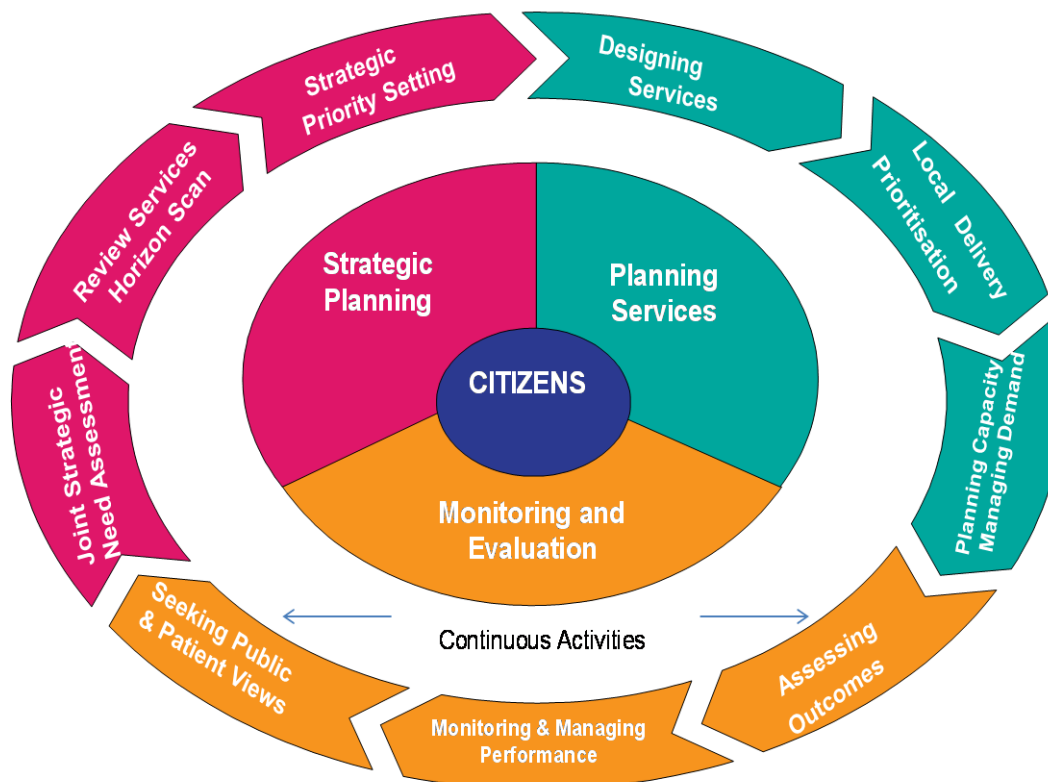 Strategic
Priority Setting
Designing
Services
Local Delivery
Prioritisation
Planning Capacity
Managing Demand
Assessing
Outcomes
Monitoring & Managing
Performance
Seeking Public
& Patient Views
Joint Strategic
Need Assessment
Review Services
Horizon Scan
Strategic
Planning
Planning
Services
CITIZENS
Monitoring and
Evaluation
Continuous Activities